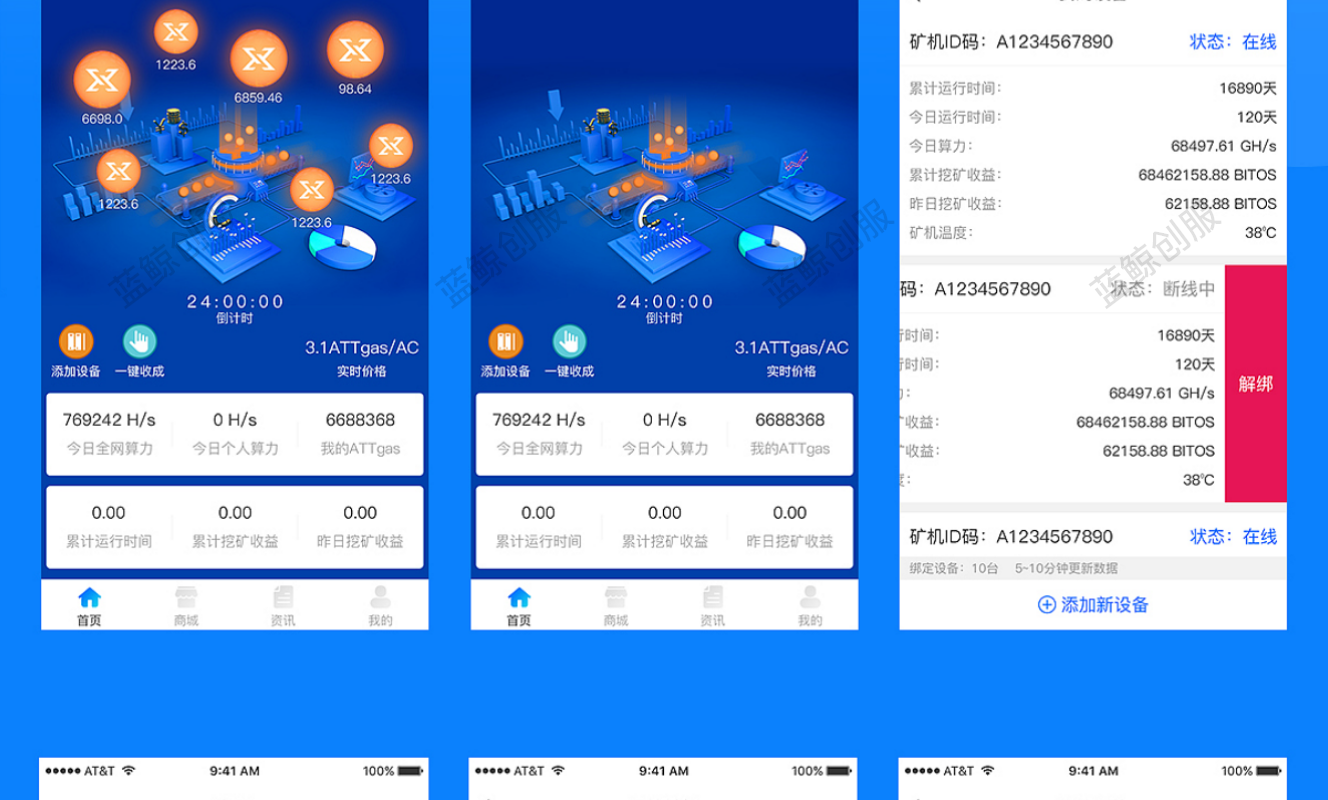 1223.6
6859.46
98.64
6698.0
1223.6
1223.6
1223.6
24:00:00
倒计时
添加设备
一键收成
3.1ATTgas/AC
实时价格
769242 H/s
0 H/s
6688368
今日全网算力
今日个人算力
我的ATTgas
0.00
0.00
0.00
累计运行时间
累计挖矿收益
昨日挖矿收益
首页
商城
资讯
我的
24:00:00
倒计时
添加设备
一键收成
3.1ATTgas/AC
实时价格
769242 H/s
0 H/s
6688368
今日全网算力
今日个人算力
我的ATTgas
0.00
0.00
0.00
累计运行时间
累计挖矿收益
昨日挖矿收益
首页
商城
资讯
我的
矿机ID码：A1234567890 状态：在线
累计运行时间： 16890天
今日运行时间： 120天
今日算力： 68497.61 GH/s
累计挖矿收益： 68462158.88 BITOS
昨日挖矿收益： 62158.88 BITOS
矿机温度： 38℃
码：A1234567890 状态：断线中
时间： 16890天
时间： 120天
68497.61 GH/s
收益： 68462158.88 BITOS
收益： 62158.88 BITOS
38℃
解绑
矿机ID码：A1234567890 状态：在线
绑定设备：10台 5~10分钟更新数据
添加新设备
蓝鲸创服
蓝鲸创服
蓝鲸创服
蓝鲸创服
AT&T 9:41 AM 100%
AT&T 9:41 AM 100%
AT&T 9:41 AM 100%